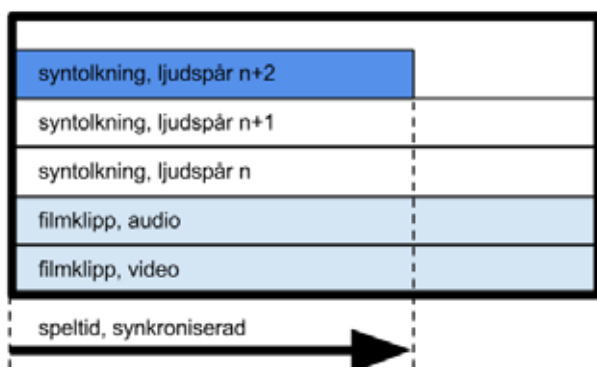 syntolkning, ljudspår n+2
syntolkning, ljudspår n+1
syntolkning, ljudspår n
filmklipp, audio
filmklipp, video
speltid, synkroniserad